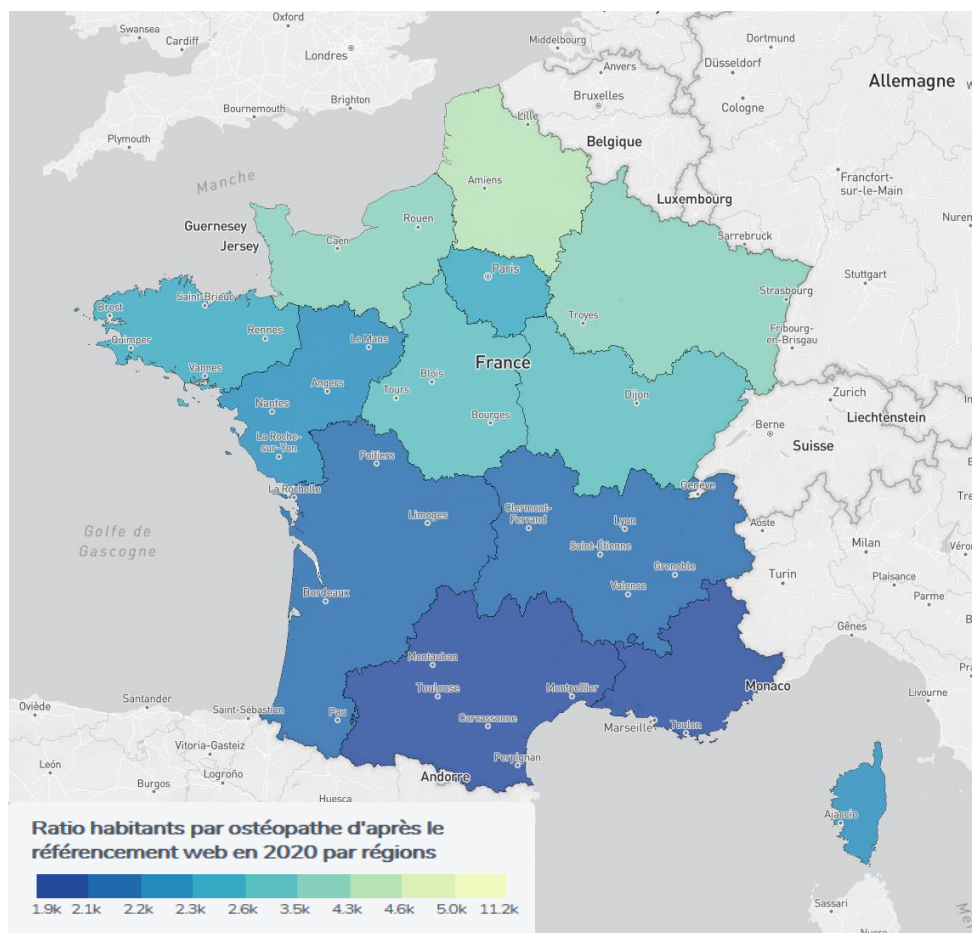 Oxford
Swansea
Cardiff
Londres
Bournemouth
Brighton
Plymouth
Middelbourg
Anvers
Bruxelles
Belgique
Dortmund
Düsseldorf
Cologne
Allemagne
Francfort-
sur-le-Main
Luxembourg
Sarrebruck
Stuttgart
Manche
Guernesey
Jersey
Lille
Amiens
Rouen
Caen
Paris
Strasbourg
Troyes
Fribourg-
en-Brisgau
Brest
Saint-Brieuc
Quimper
Rennes
Vannes
Le Mans
Angers
Nantes
La Roche-
sur-Yon
France
Blois
Tours
Bourges
Dijon
Zurich
Liechtenstein
Berne
Suisse
Genève
Poitiers
La Rochelle
Limoges
Clermont-
Ferrand
Lyon
Saint-Étienne
Grenoble
Valence
Aoste
Milan
Turin
Plaisance
Parme
Gênes
Golfe de
Gascogne
Bordeaux
Montauban
Toulouse
Montpellier
Carcassonne
Perpignan
Pau
Marseille
Toulon
Monaco
Livourne
Oviède
Santander
Saint-Sébastien
Vitoria-Gasteiz
León
Burgos
Logroño
Huesca
Andorre
Ajaccio
Sassari
Nuoro
Ratio habitants par ostéopathe d'après le
référencement web en 2020 par régions
1.9k 2.1k 2.2k 2.3k 2.6k 3.5k 4.3k 4.6k 5.0k 11.2k